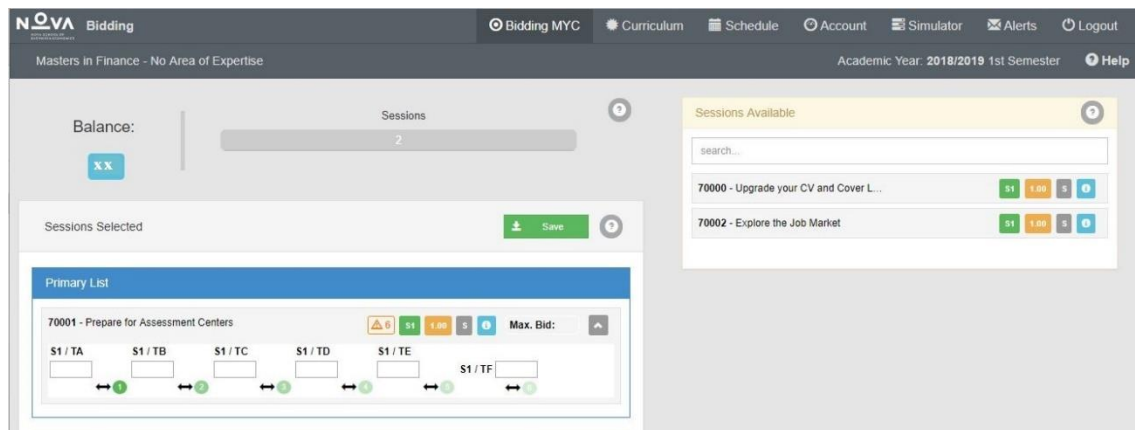 NOVA Bidding
Bidding MYC Curriculum Schedule Account Simulator Alerts Logout
Masters in Finance - No Area of Expertise
Academic Year: 2018/2019 1st Semester Help
Balance:
xx
Sessions
2
?
Sessions Selected
Save
?
Primary List
70001 - Prepare for Assessment Centers
6 S1 1.00 S Max. Bid:
S1 / TA S1 / TB S1 / TC S1 / TD S1 / TE S1 / TF
1 2 3 4 5 6
Sessions Available
?
search...
70000 - Upgrade your CV and Cover L...
S1 1.00 S
70002 - Explore the Job Market
S1 1.00 S